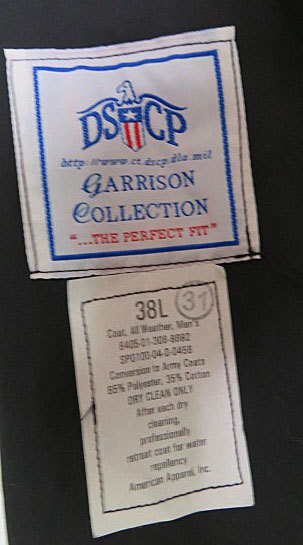 DSCP
http://www.ct.dscp.dla.mil
GARRISON
COLLECTION
"...THE PERFECT FIT"
38L 31
Coat, All Weather, Men's
8405-01-308-8692
SPO100-04-D-0458
Conversion to Army Coats
65% Polyester, 35% Cotton
DRY CLEAN ONLY
After each dry
cleaning,
professionally
retreat coat for water
repellency
American Apparel, Inc.